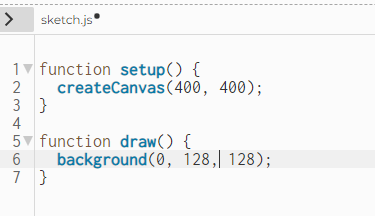 sketch.js
1 function setup() {
2 createCanvas(400, 400);
3 }
4
5 function draw() {
6 background(0, 128, 128);
7 }